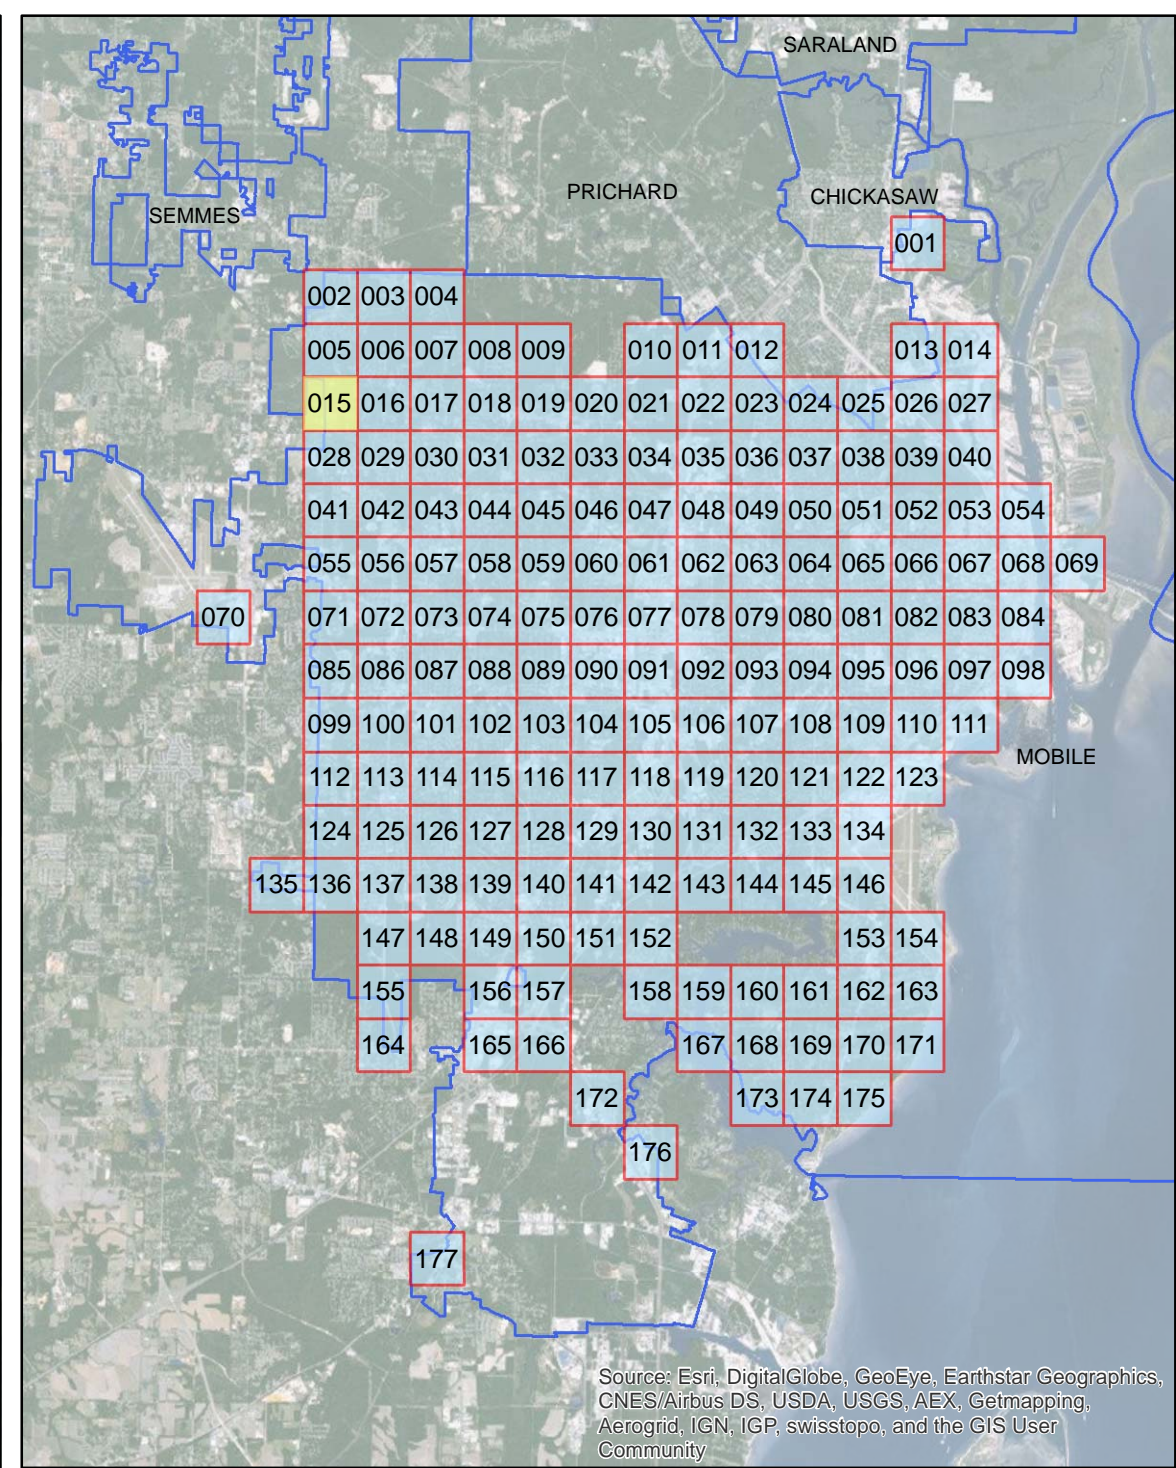 SARALAND
PRICHARD
CHICKASAW
SEMMES
001
002 003 004
005 006 007 008 009 010 011 012 013 014
015 016 017 018 019 020 021 022 023 024 025 026 027
028 029 030 031 032 033 034 035 036 037 038 039 040
041 042 043 044 045 046 047 048 049 050 051 052 053 054
055 056 057 058 059 060 061 062 063 064 065 066 067 068 069
070 071 072 073 074 075 076 077 078 079 080 081 082 083 084
085 086 087 088 089 090 091 092 093 094 095 096 097 098
099 100 101 102 103 104 105 106 107 108 109 110 111
MOBILE
112 113 114 115 116 117 118 119 120 121 122 123
124 125 126 127 128 129 130 131 132 133 134
135 136 137 138 139 140 141 142 143 144 145 146
147 148 149 150 151 152 153 154
155 156 157 158 159 160 161 162 163
164 165 166 167 168 169 170 171
172 173 174 175
176
177
Source: Esri, DigitalGlobe, GeoEye, Earthstar Geographics,
CNES/Airbus DS, USDA, USGS, AEX, Getmapping,
Aerogrid, IGN, IGP, swisstopo, and the GIS User
Community